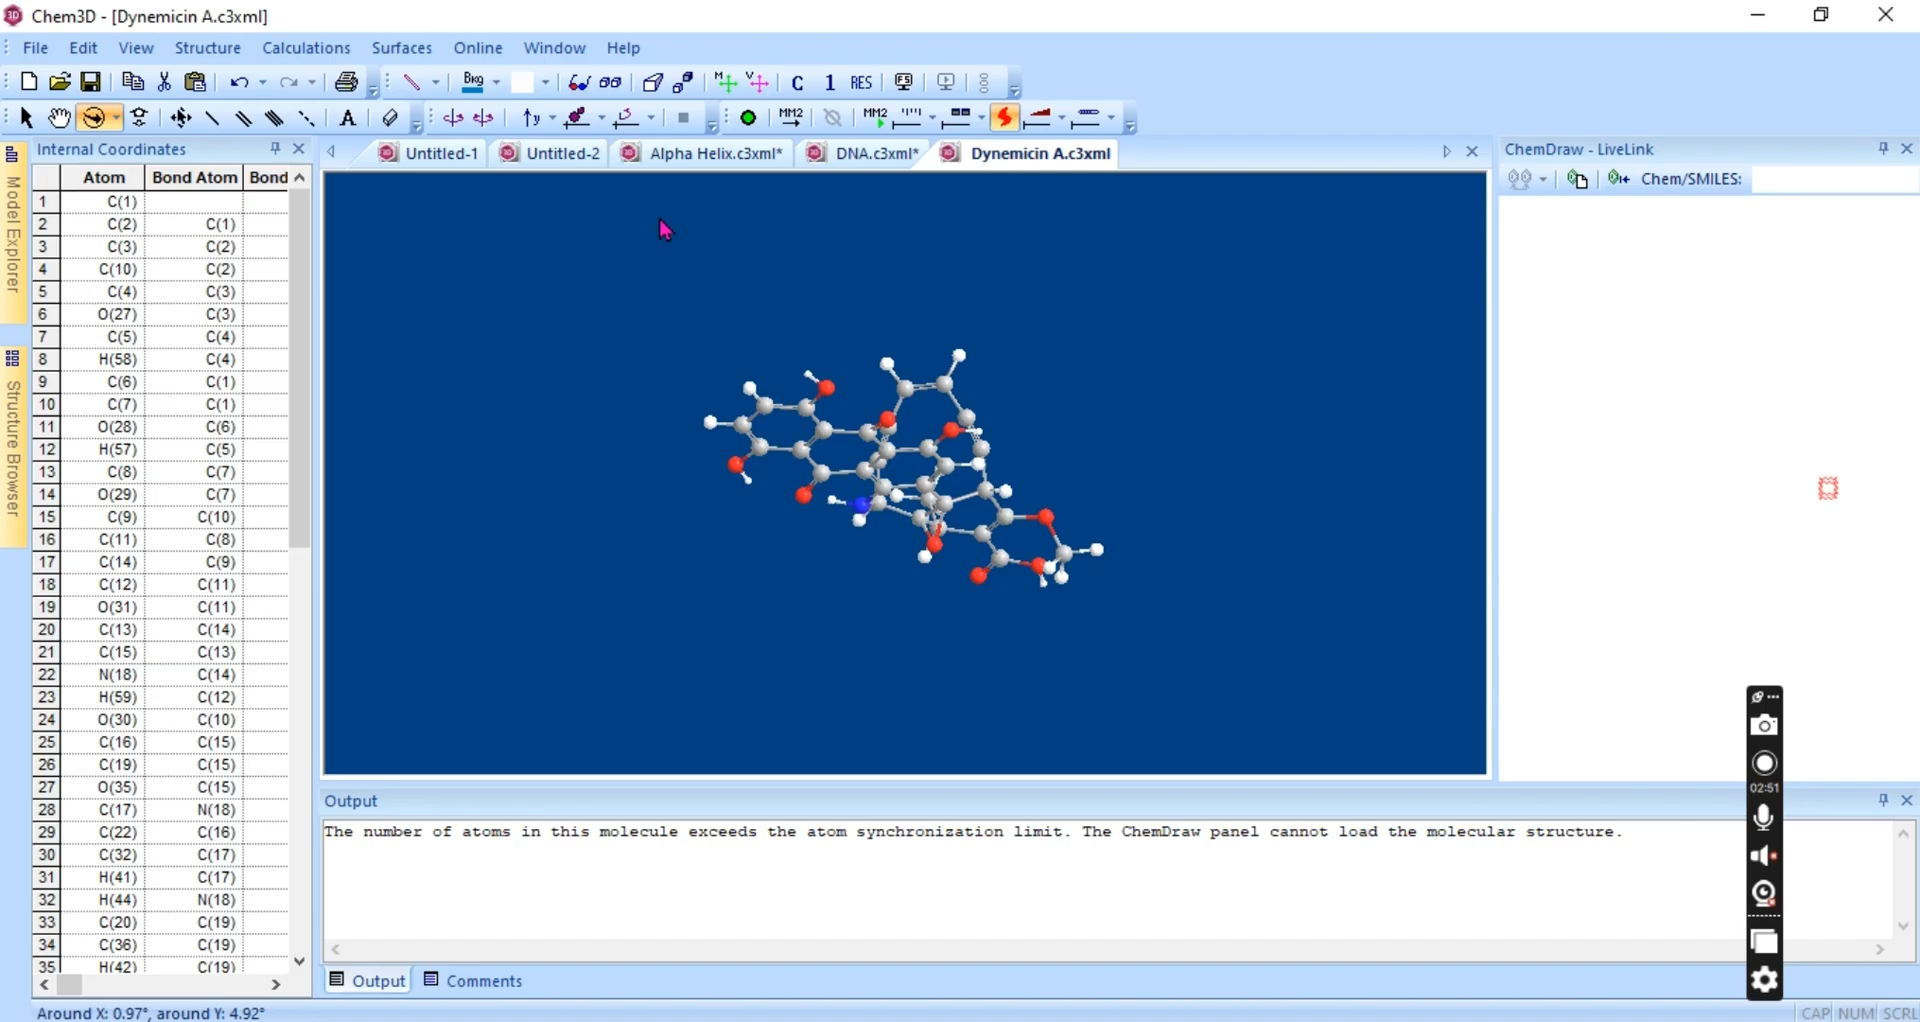 Chem3D - [Dynemicin A.c3xml]
File Edit View Structure Calculations Surfaces Online Window Help
Bkg M V C 1 RES F5
A y MM2 MM2
Internal Coordinates
Untitled-1 Untitled-2 Alpha Helix.c3xml* DNA.c3xml* Dynemicin A.c3xml
ChemDraw - LiveLink
Chem/SMILES:
Model Explorer
Structure Browser
Atom Bond Atom Bond
1 C(1)
2 C(2) C(1)
3 C(3) C(2)
4 C(10) C(2)
5 C(4) C(3)
6 O(27) C(3)
7 C(5) C(4)
8 H(58) C(4)
9 C(6) C(1)
10 C(7) C(1)
11 O(28) C(6)
12 H(57) C(5)
13 C(8) C(7)
14 O(29) C(7)
15 C(9) C(10)
16 C(11) C(8)
17 C(14) C(9)
18 C(12) C(11)
19 O(31) C(11)
20 C(13) C(14)
21 C(15) C(13)
22 N(18) C(14)
23 H(59) C(12)
24 O(30) C(10)
25 C(16) C(15)
26 C(19) C(15)
27 O(35) C(15)
28 C(17) N(18)
29 C(22) C(16)
30 C(32) C(17)
31 H(41) C(17)
32 H(44) N(18)
33 C(20) C(19)
34 C(36) C(19)
35 H(42) C(19)
02:51
Output
The number of atoms in this molecule exceeds the atom synchronization limit. The ChemDraw panel cannot load the molecular structure.
Output Comments
Around X: 0.97°, around Y: 4.92°
CAP NUM SCRL